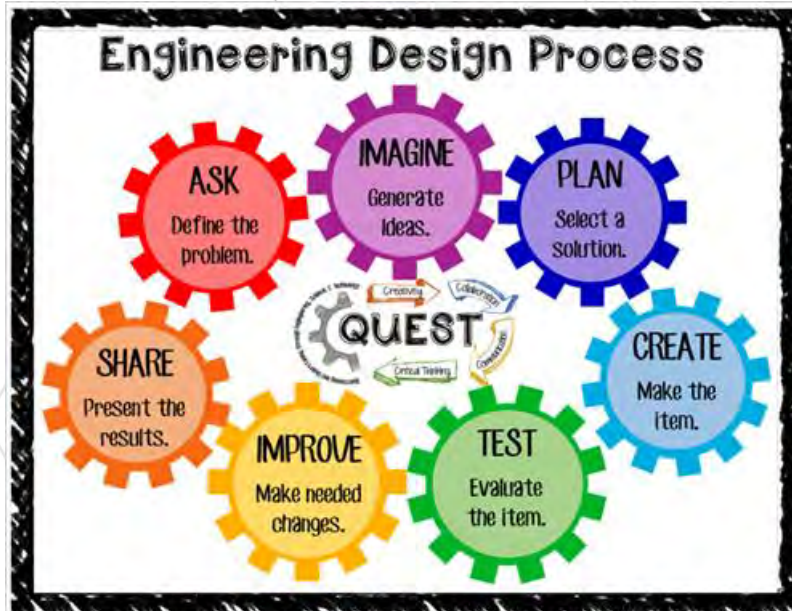 Engineering Design Process
ASK
Define the
problem.
IMAGINE
Generate
Ideas.
PLAN
Select a
solution.
CREATE
Make the
item.
TEST
Evaluate
the item.
IMPROVE
Make needed
changes.
SHARE
Present the
results.
QUEST
Creativity
Collaboration
Communication
Critical Thinking